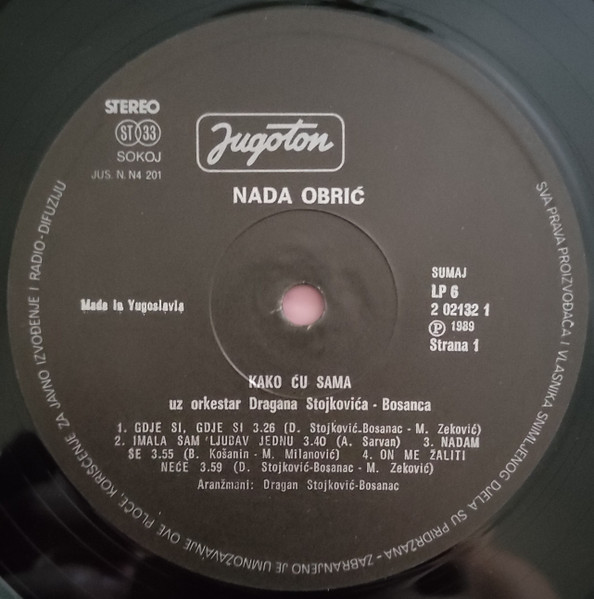 STEREO
ST 33
SOKOJ
JUS. N. N4 201
Jugoton
NADA OBRIĆ
Made in Yugoslavia
SUMAJ
LP 6
2 02132 1
Ⓟ 1989
Strana 1
KAKO ĆU SAMA
uz orkestar Dragana Stojkovića - Bosanca
1. GDJE SI, GDJE SI 3.26 (D. Stojković-Bosanac - M. Zeković)
2. IMALA SAM LJUBAV JEDNU 3.40 (A. Sarvan) 3. NADAM
SE 3.55 (B. Košanin - M. Milanović) 4. ON ME ŽALITI
NEĆE 3.59 (D. Stojković-Bosanac - M. Zeković)
Aranžmani: Dragan Stojković-Bosanac
SVA PRAVA PROIZVOĐAČA I VLASNIKA SNIMLJENOG DJELA SU PRIDRŽANA - ZABRANJENO JE UMNOŽAVANJE OVE PLOČE, KORIŠĆENJE ZA JAVNO IZVOĐENJE I RADIO-DIFUZIJU